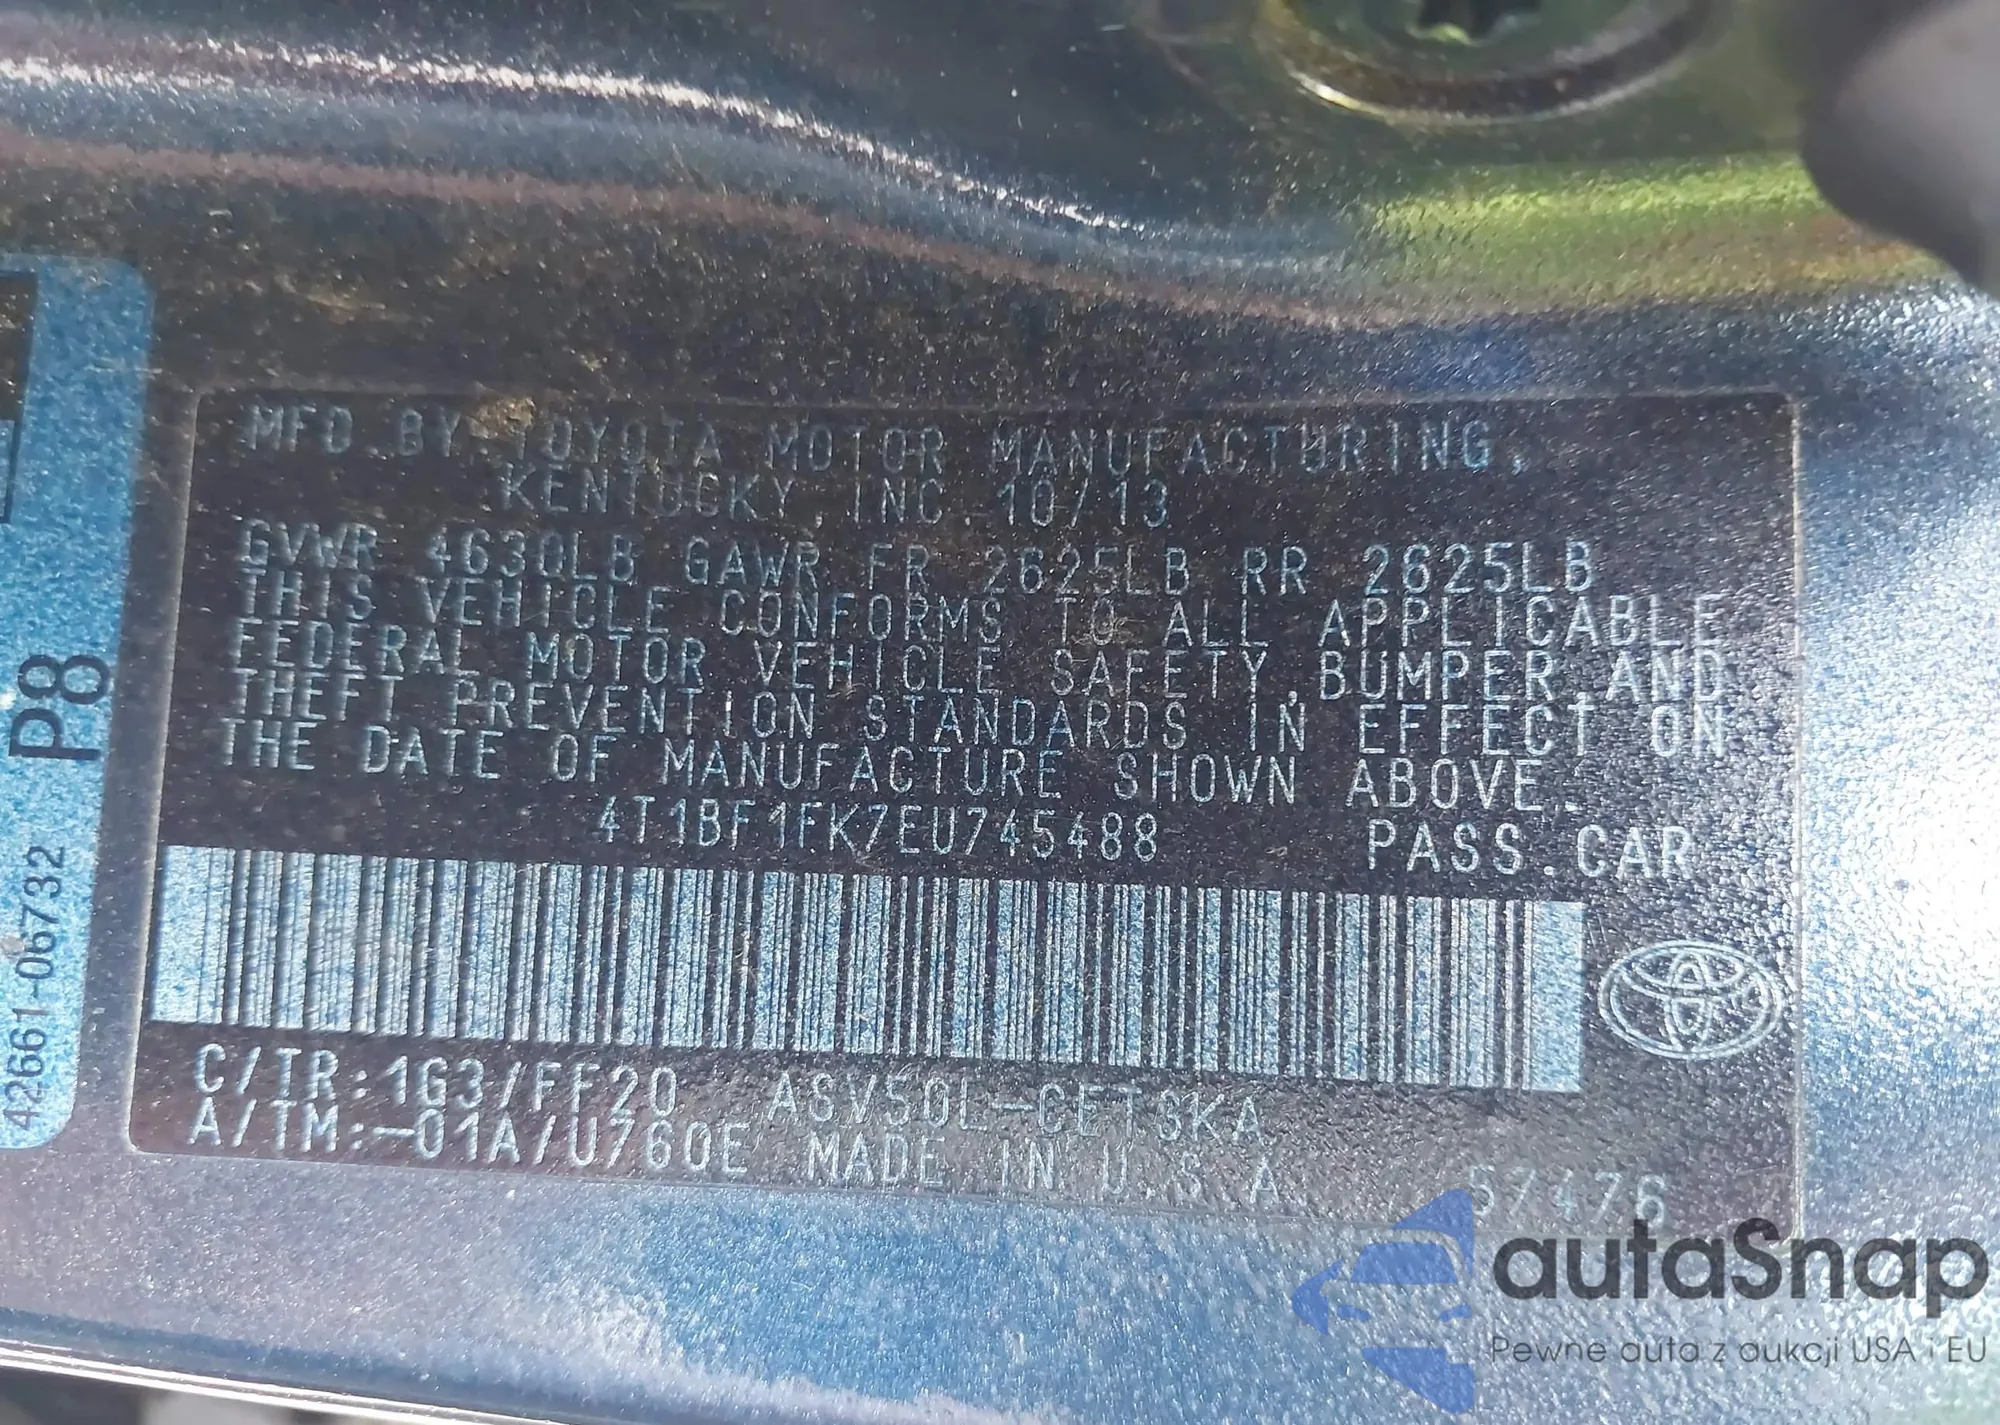 MFD. BY TOYOTA MOTOR MANUFACTURING,
KENTUCKY, INC. 10/13
GVWR 4630LB GAWR FR 2625LB RR 2625LB
THIS VEHICLE CONFORMS TO ALL APPLICABLE
FEDERAL MOTOR VEHICLE SAFETY, BUMPER, AND
THEFT PREVENTION STANDARDS IN EFFECT ON
THE DATE OF MANUFACTURE SHOWN ABOVE.
4T1BF1FK7EU745488 PASS. CAR
C/TR:1G3/FF20 ASV50L-CETSKA
A/TM:-01A/U760E MADE IN U.S.A.
57476
P8
42661-06732
autaSnap
Pewne auta z aukcji USA i EU